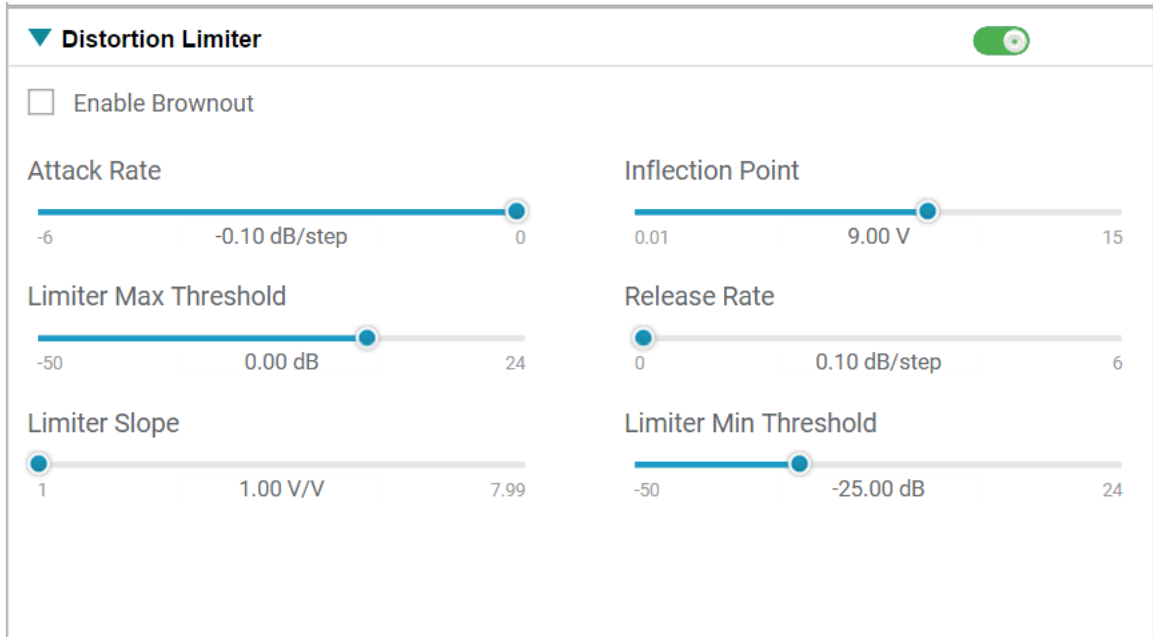 Distortion Limiter
Enable Brownout
Attack Rate
-6 -0.10 dB/step 0
Inflection Point
0.01 9.00 V 15
Limiter Max Threshold
-50 0.00 dB 24
Release Rate
0 0.10 dB/step 6
Limiter Slope
1 1.00 V/V 7.99
Limiter Min Threshold
-50 -25.00 dB 24